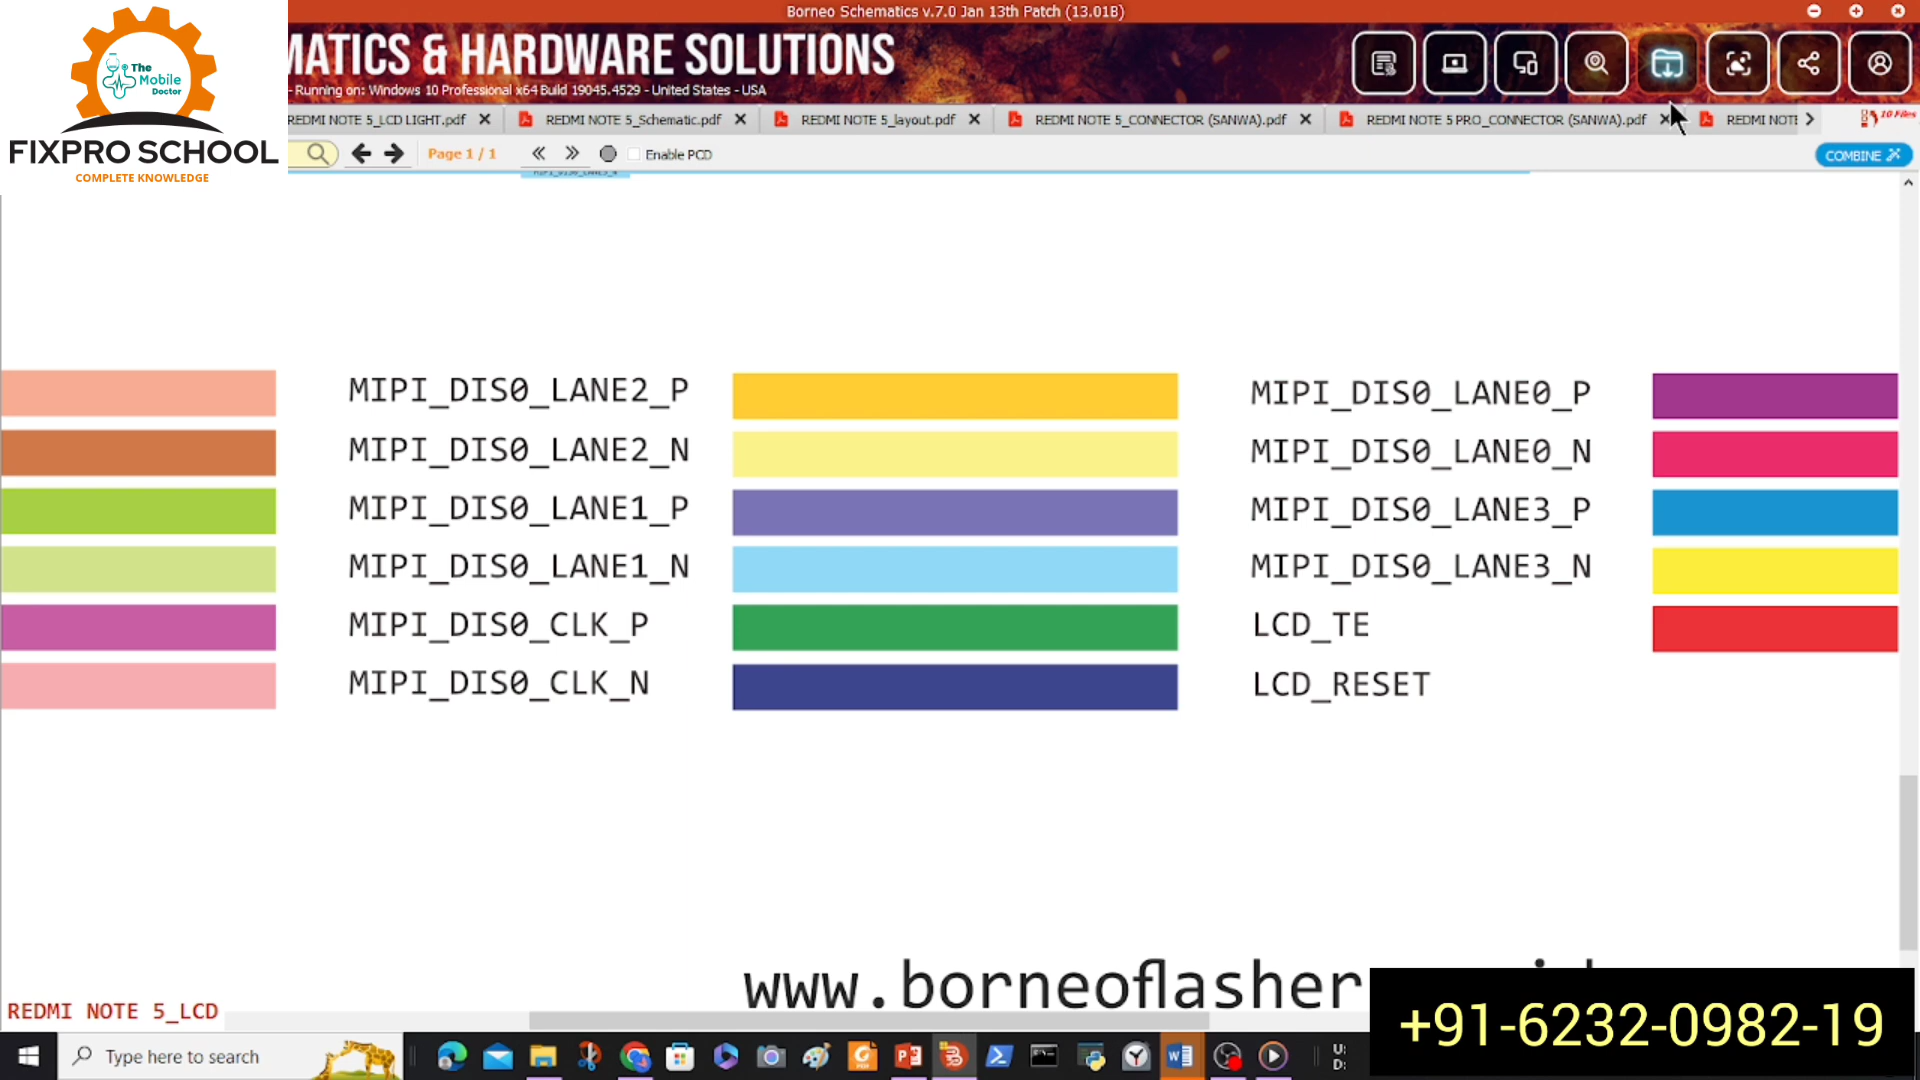 Borneo Schematics v.7.0 Jan 13th Patch (13.01B)
The
Mobile
Doctor
FIXPRO SCHOOL
COMPLETE KNOWLEDGE
MATICS & HARDWARE SOLUTIONS
- Running on: Windows 10 Professional x64 Build 19045.4529 - United States - USA
REDMI NOTE 5_LCD LIGHT.pdf
REDMI NOTE 5_Schematic.pdf
REDMI NOTE 5_layout.pdf
REDMI NOTE 5_CONNECTOR (SANWA).pdf
REDMI NOTE 5 PRO_CONNECTOR (SANWA).pdf
REDMI NOTE
10 Files
Page 1 / 1
Enable PCD
COMBINE
MIPI_DIS0_LANE2_P
MIPI_DIS0_LANE0_P
MIPI_DIS0_LANE2_N
MIPI_DIS0_LANE0_N
MIPI_DIS0_LANE1_P
MIPI_DIS0_LANE3_P
MIPI_DIS0_LANE1_N
MIPI_DIS0_LANE3_N
MIPI_DIS0_CLK_P
LCD_TE
MIPI_DIS0_CLK_N
LCD_RESET
www.borneoflasher
REDMI NOTE 5_LCD
+91-6232-0982-19
Type here to search
U:
D: